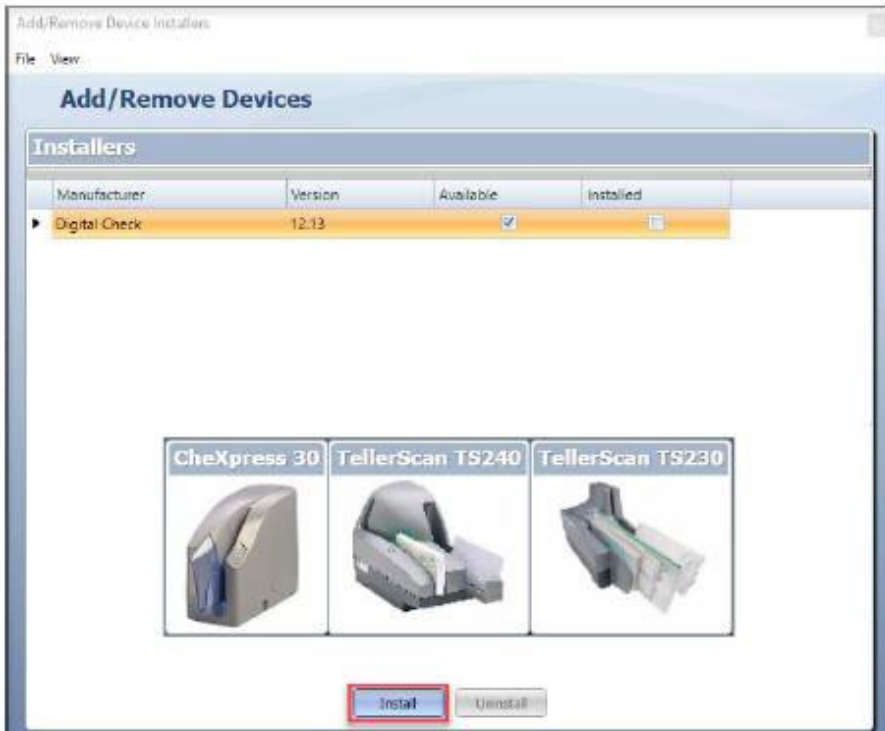 Add/Remove Device Installers
File View
Add/Remove Devices
Installers
Manufacturer Version Available Installed
Digital Check 12.13
CheXpress 30 TellerScan TS240 TellerScan TS230
Install Uninstall